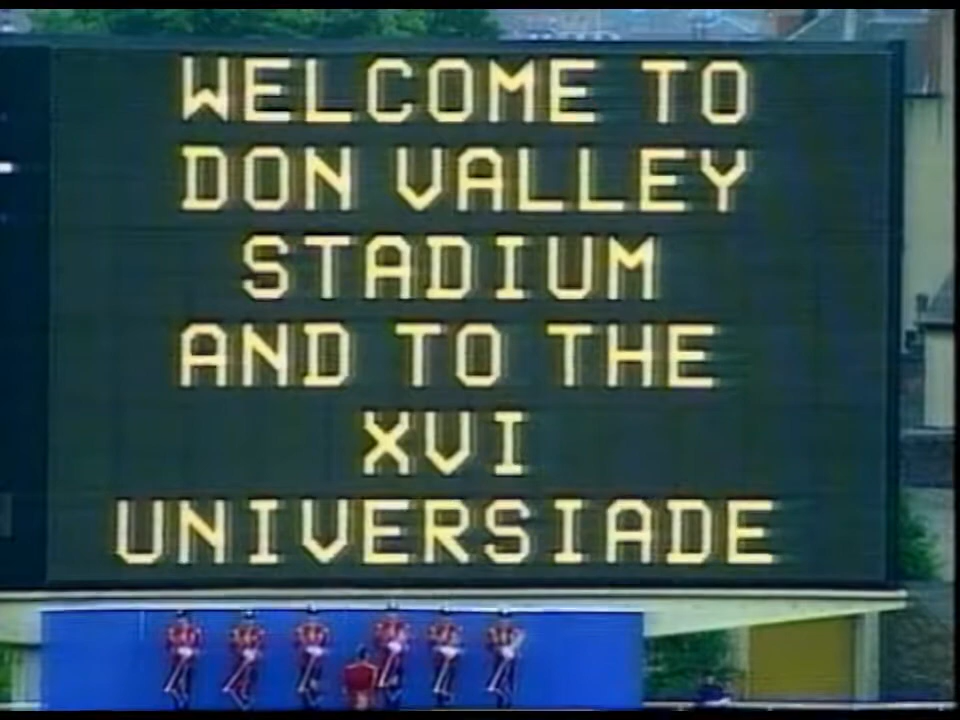 WELCOME TO
DON VALLEY
STADIUM
AND TO THE
XVI
UNIVERSIADE